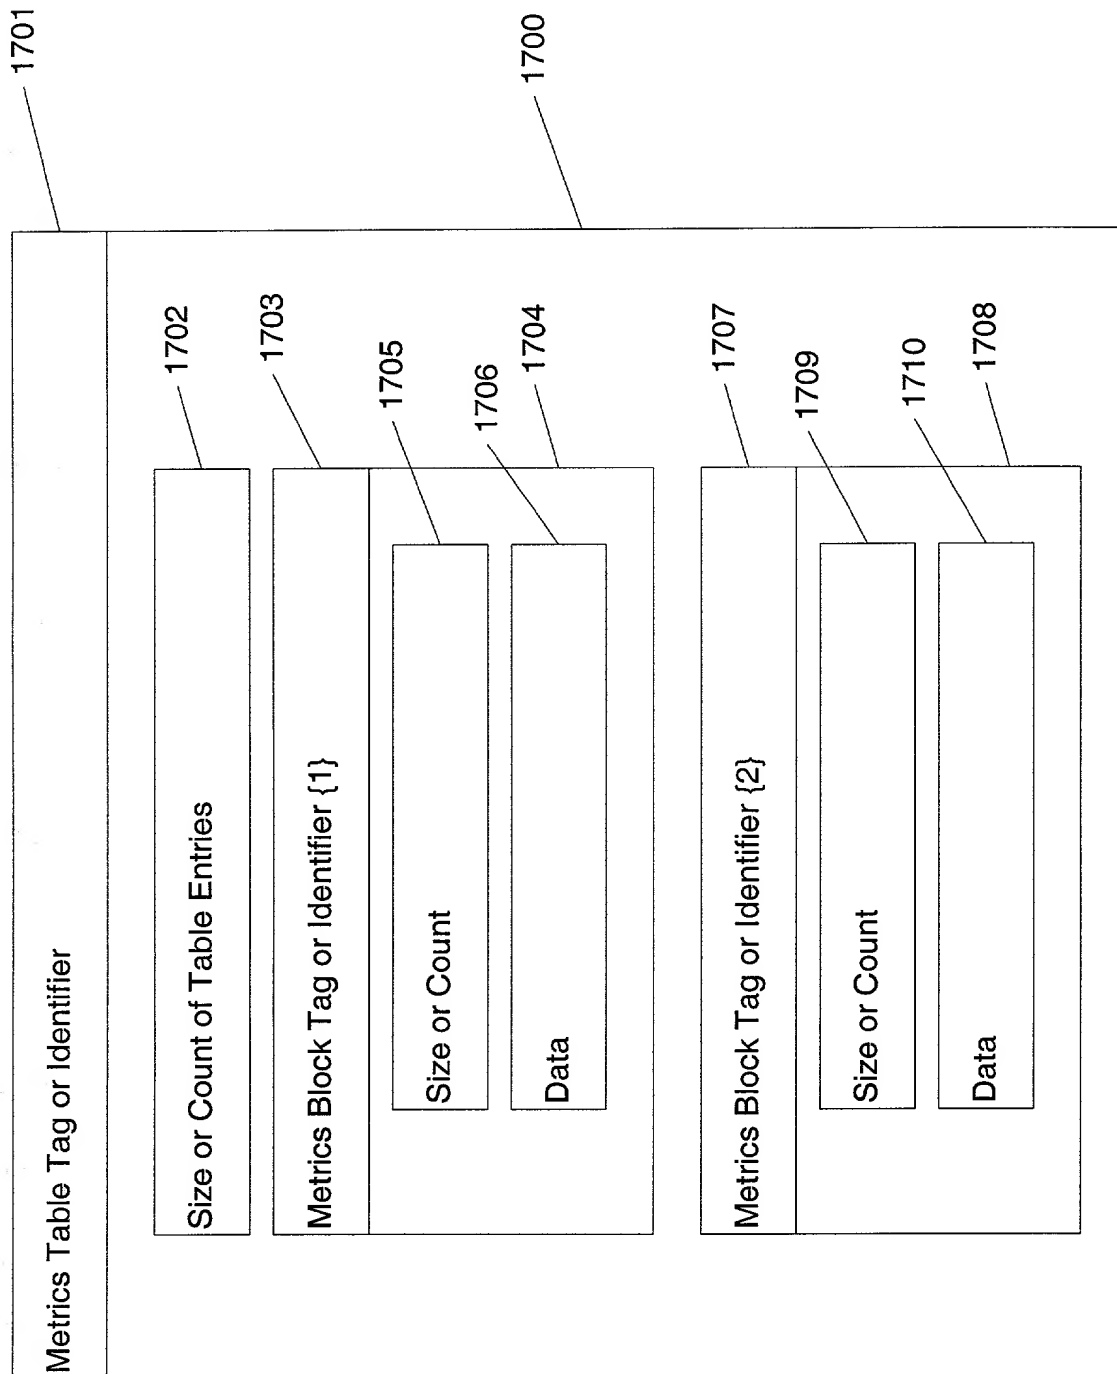 Metrics Table Tag or Identifier
1701
1700
Size or Count of Table Entries
1702
Metrics Block Tag or Identifier {1}
1703
Size or Count
1705
Data
1706
1704
Metrics Block Tag or Identifier {2}
1707
Size or Count
1709
Data
1710
1708